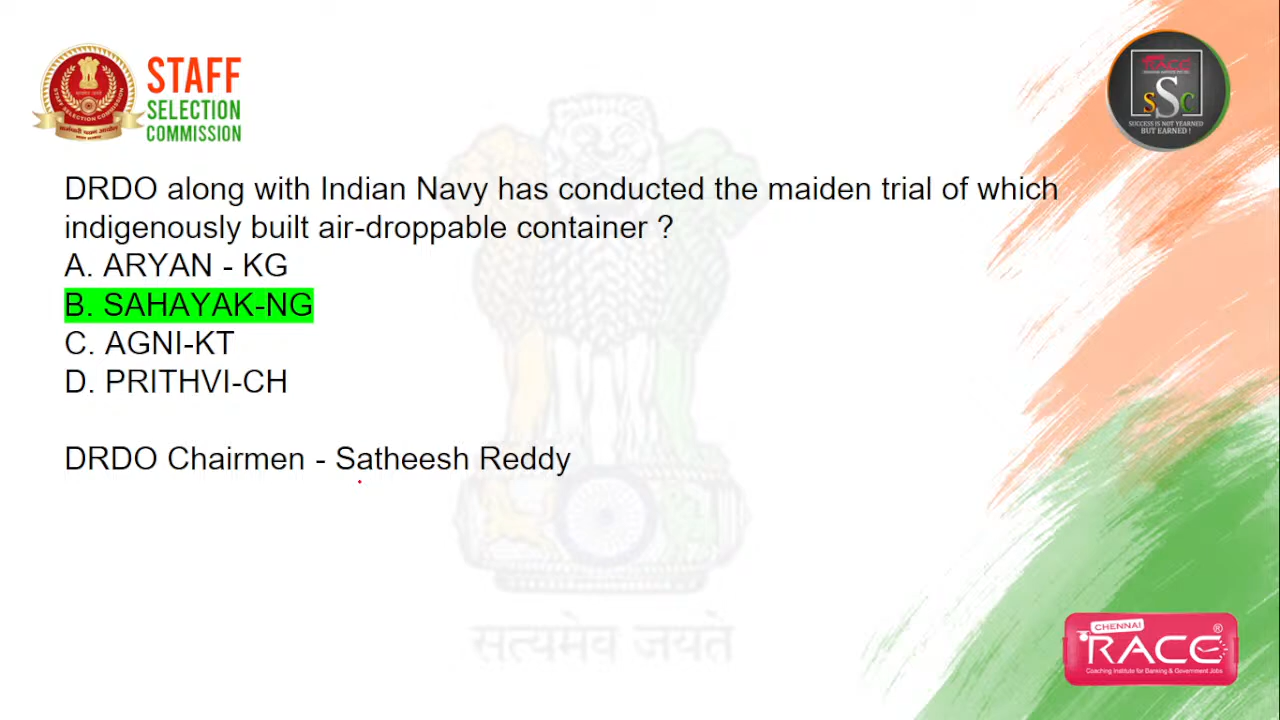 STAFF
SELECTION
COMMISSION
RACE
SSC
SUCCESS IS NOT YEARNED
BUT EARNED !
DRDO along with Indian Navy has conducted the maiden trial of which
indigenously built air-droppable container ?
A. ARYAN - KG
B. SAHAYAK-NG
C. AGNI-KT
D. PRITHVI-CH
DRDO Chairmen - Satheesh Reddy
सत्यमेव जयते
CHENNAI
RACE®
Coaching Institute for Banking & Government Jobs